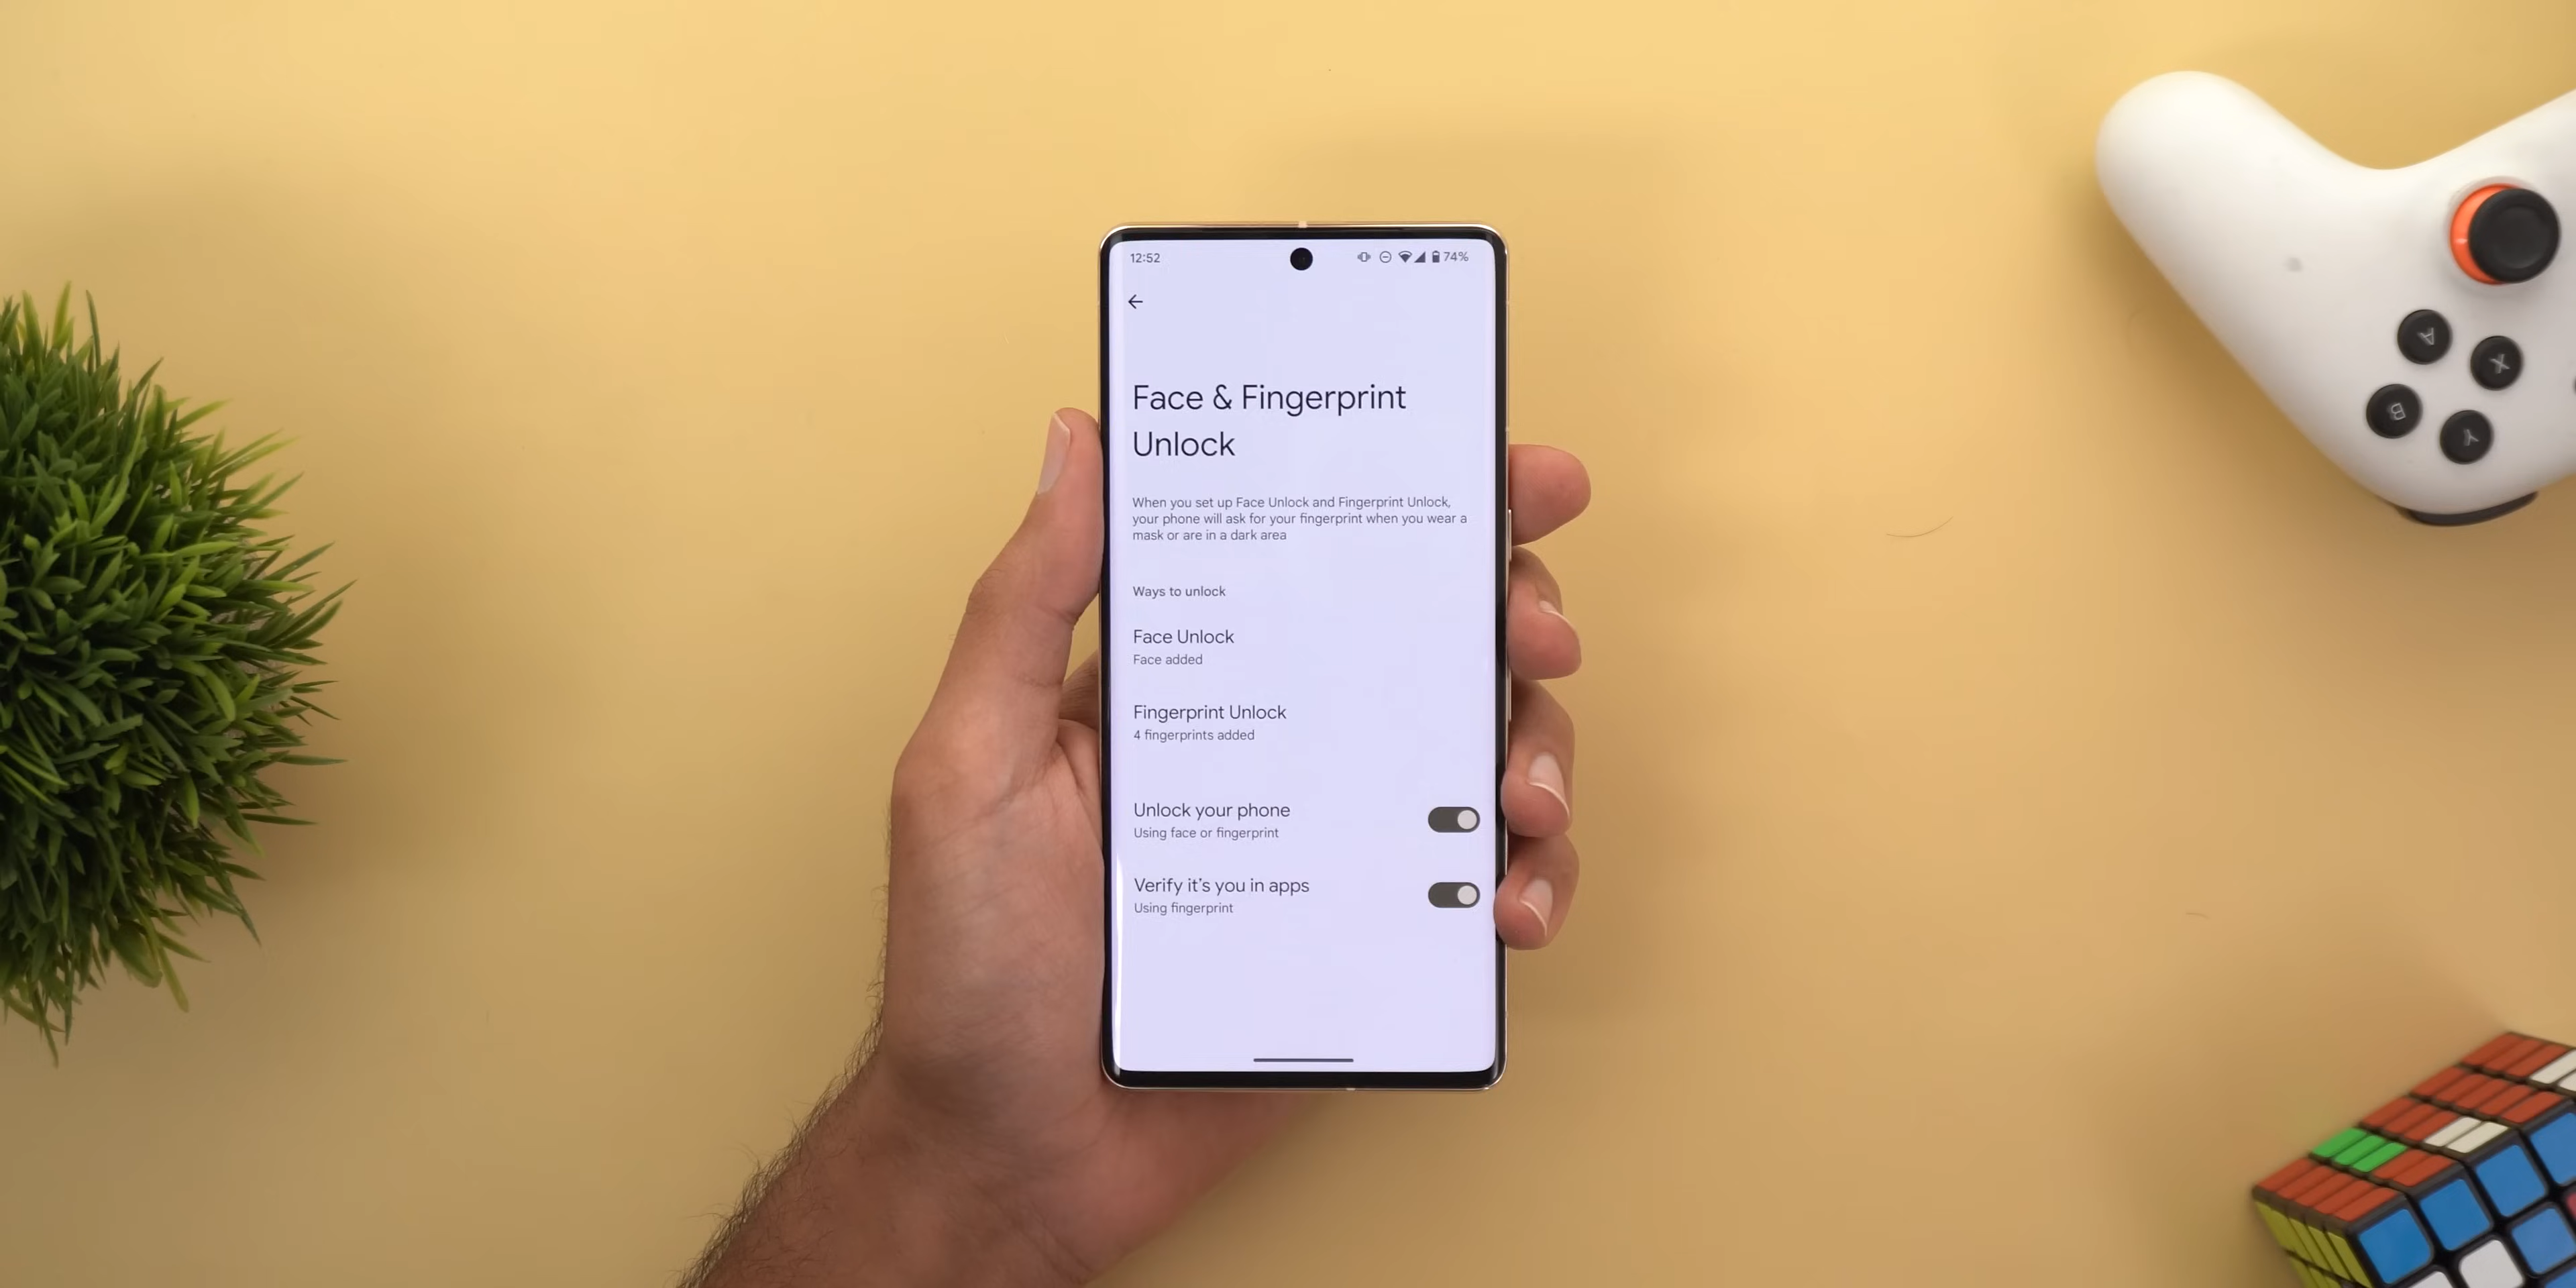 12:52
74%
Face & Fingerprint
Unlock
When you set up Face Unlock and Fingerprint Unlock,
your phone will ask for your fingerprint when you wear a
mask or are in a dark area
Ways to unlock
Face Unlock
Face added
Fingerprint Unlock
4 fingerprints added
Unlock your phone
Using face or fingerprint
Verify it's you in apps
Using fingerprint
A
X
B
Y